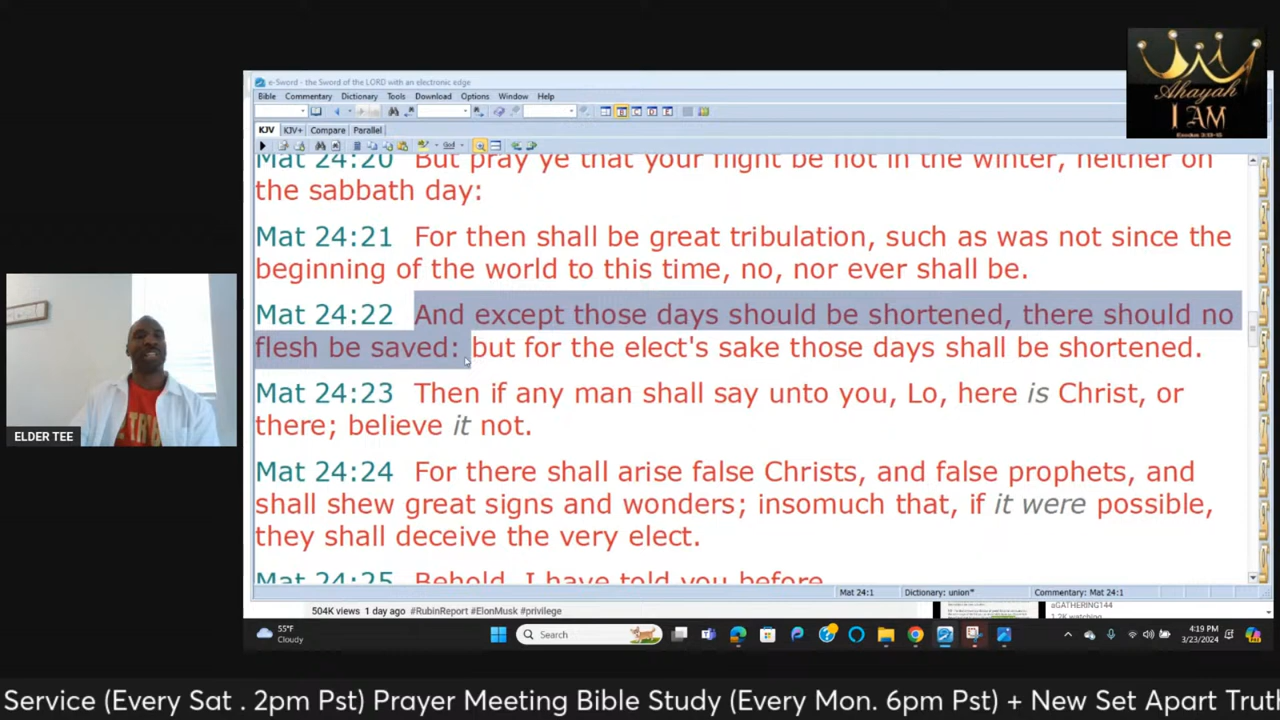 Ahayah
I AM
Exodus 3:13-15
e-Sword - the Sword of the LORD with an electronic edge
Bible Commentary Dictionary Tools Download Options Window Help
KJV KJV+ Compare Parallel
Mat 24:20 But pray ye that your flight be not in the winter, neither on
the sabbath day:
Mat 24:21 For then shall be great tribulation, such as was not since the
beginning of the world to this time, no, nor ever shall be.
Mat 24:22 And except those days should be shortened, there should no
flesh be saved: but for the elect's sake those days shall be shortened.
Mat 24:23 Then if any man shall say unto you, Lo, here is Christ, or
there; believe it not.
Mat 24:24 For there shall arise false Christs, and false prophets, and
shall shew great signs and wonders; insomuch that, if it were possible,
they shall deceive the very elect.
Mat 24:25 Behold, I have told you before.
ELDER TEE
Mat 24:1 Dictionary: union* Commentary: Mat 24:1
504K views 1 day ago #RubinReport #ElonMusk #privilege
aGATHERING144
1.2K watching
55°F
Cloudy
Search
4:19 PM
3/23/2024
Service (Every Sat . 2pm Pst) Prayer Meeting Bible Study (Every Mon. 6pm Pst) + New Set Apart Trut